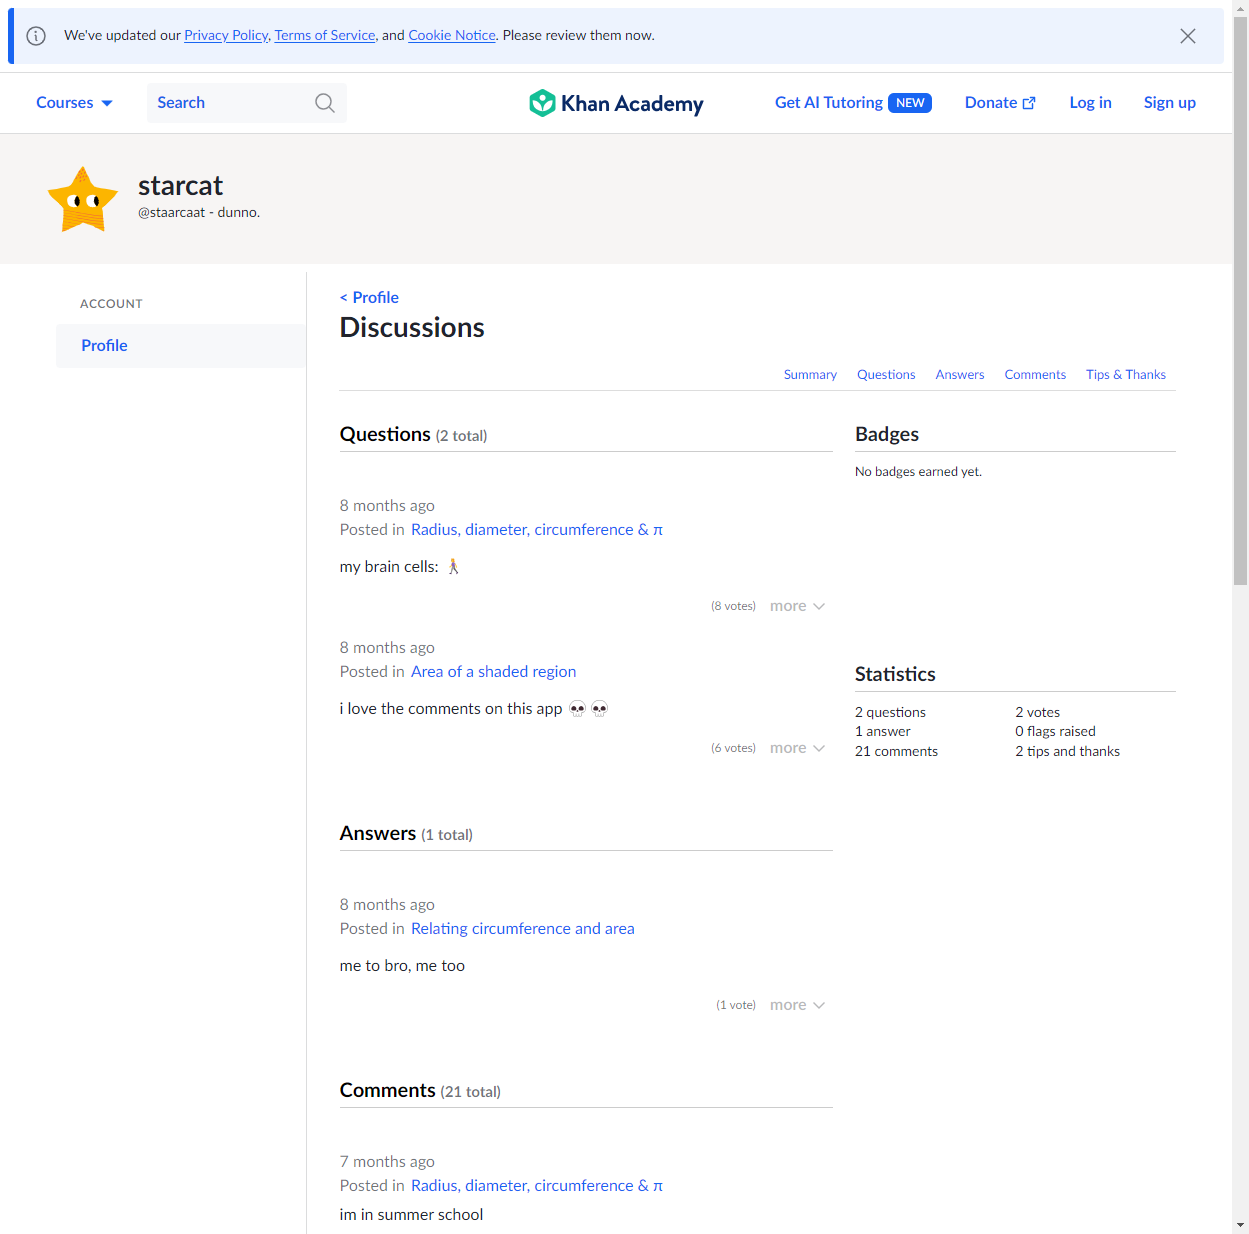 We've updated our Privacy Policy, Terms of Service, and Cookie Notice. Please review them now.
Courses
Search
Khan Academy
Get AI Tutoring NEW
Donate
Log in
Sign up
starcat
@staarcaat - dunno.
ACCOUNT
Profile
< Profile
Discussions
Summary Questions Answers Comments Tips & Thanks
Questions (2 total)
8 months ago
Posted in Radius, diameter, circumference & π
my brain cells: 🚶
(8 votes) more
8 months ago
Posted in Area of a shaded region
i love the comments on this app 💀💀
(6 votes) more
Answers (1 total)
8 months ago
Posted in Relating circumference and area
me to bro, me too
(1 vote) more
Comments (21 total)
7 months ago
Posted in Radius, diameter, circumference & π
im in summer school
Badges
No badges earned yet.
Statistics
2 questions 2 votes
1 answer 0 flags raised
21 comments 2 tips and thanks